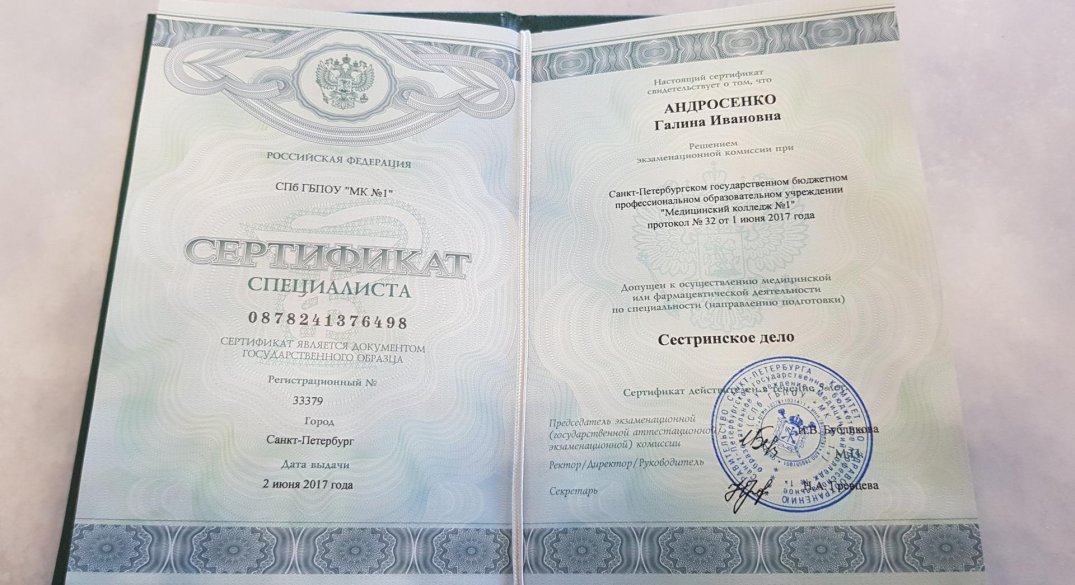 РОССИЙСКАЯ ФЕДЕРАЦИЯ
СПб ГБПОУ "МК №1"
СЕРТИФИКАТ
СПЕЦИАЛИСТА
0878241376498
СЕРТИФИКАТ ЯВЛЯЕТСЯ ДОКУМЕНТОМ
ГОСУДАРСТВЕННОГО ОБРАЗЦА
Регистрационный №
33379
Город
Санкт-Петербург
Дата выдачи
2 июня 2017 года
Настоящий сертификат
свидетельствует о том, что
АНДРОСЕНКО
Галина Ивановна
Решением
экзаменационной комиссии при
Санкт-Петербургском государственном бюджетном
профессиональном образовательном учреждении
"Медицинский колледж №1"
протокол № 32 от 1 июня 2017 года
Допущен к осуществлению медицинской
или фармацевтической деятельности
по специальности (направлению подготовки)
Сестринское дело
Сертификат действителен в течение 5 лет
Председатель экзаменационной
(государственной аттестационной
экзаменационной) комиссии
И.В. Бубликова
М.П.
Ректор/Директор/Руководитель
Секретарь